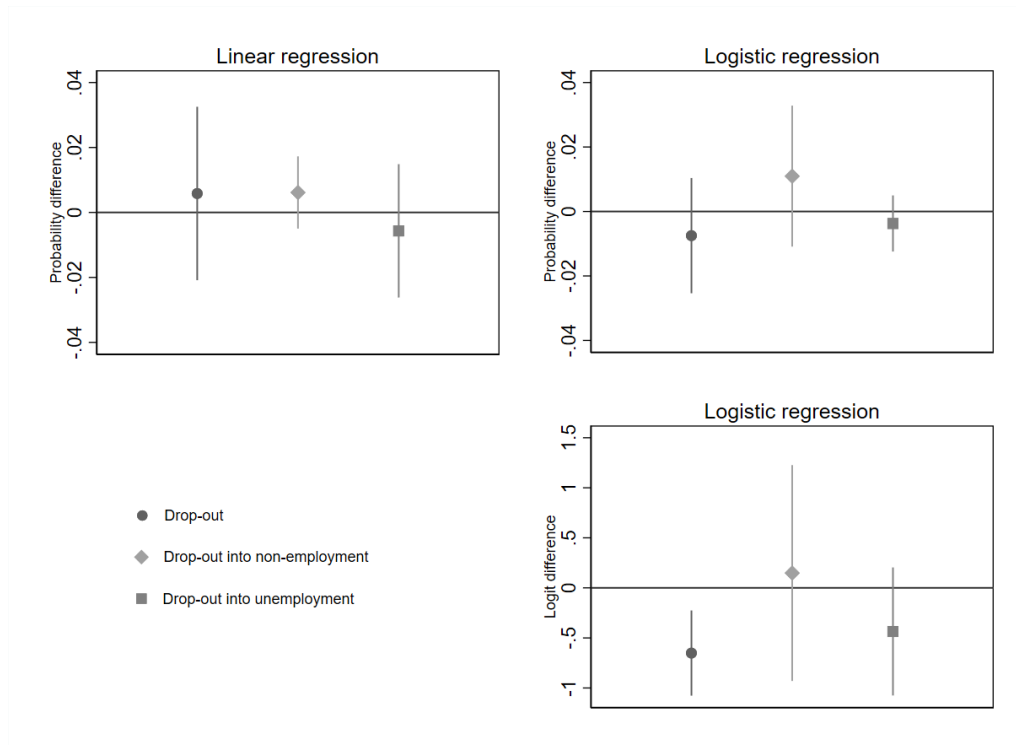 Linear regression
Probability difference
.04
.02
0
-.02
-.04
Logistic regression
Probability difference
.04
.02
0
-.02
-.04
Logistic regression
Logit difference
1.5
1
.5
0
-.5
-1
Drop-out
Drop-out into non-employment
Drop-out into unemployment